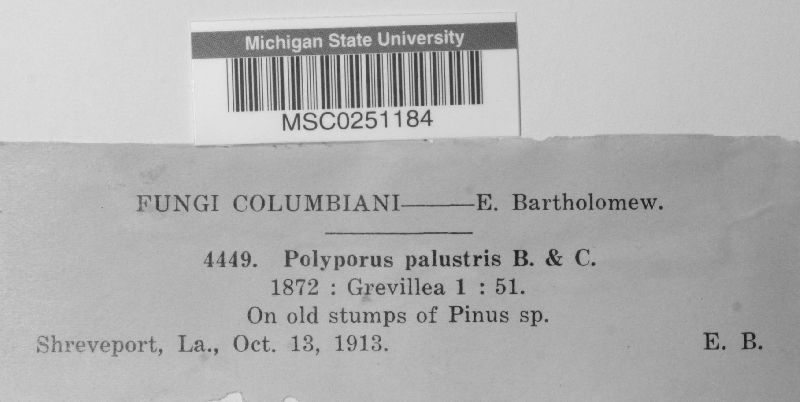 Michigan State University
MSC0251184
FUNGI COLUMBIANI———E. Bartholomew.
4449. Polyporus palustris B. & C.
1872 : Grevillea 1 : 51.
On old stumps of Pinus sp.
Shreveport, La., Oct. 13, 1913. E. B.